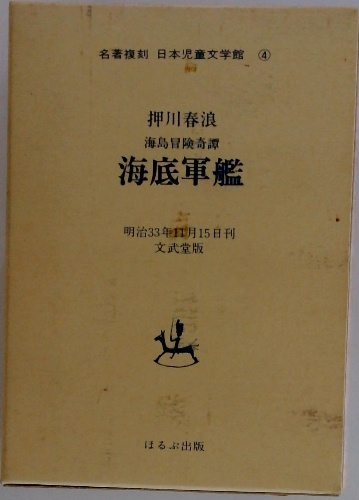 名著複刻 日本児童文学館 ④
押川春浪
海島冒険奇譚
海底軍艦
明治33年11月15日刊
文武堂版
ほるぷ出版